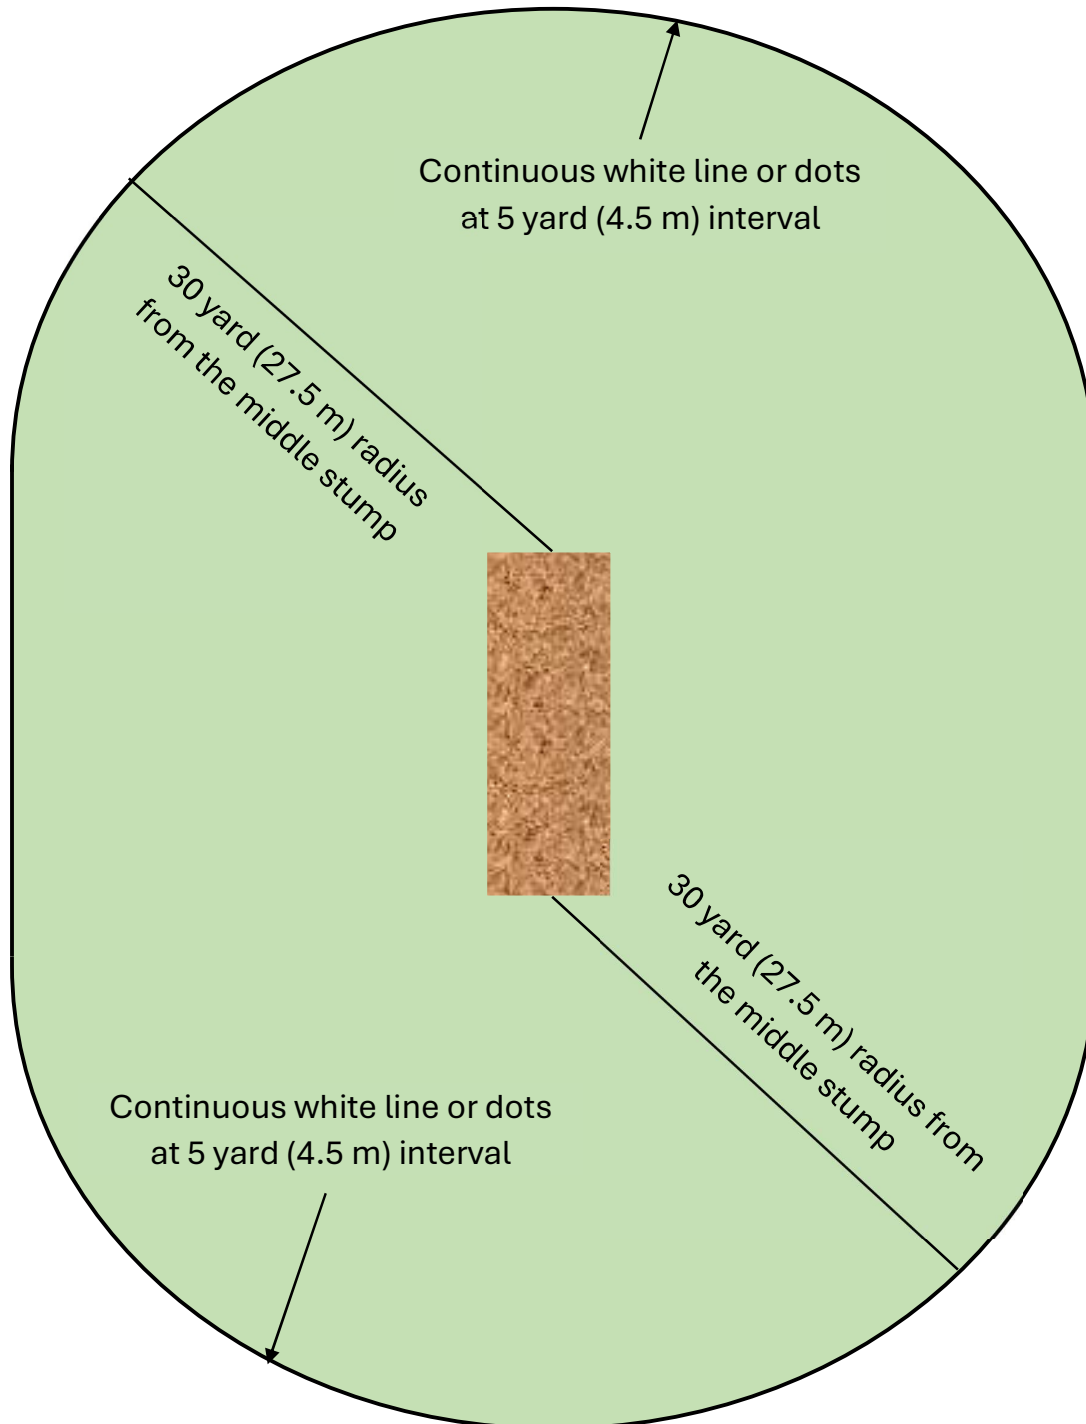 Continuous white line or dots
at 5 yard (4.5 m) interval
30 yard (27.5 m) radius
from the middle stump
30 yard (27.5 m) radius from
the middle stump
Continuous white line or dots
at 5 yard (4.5 m) interval